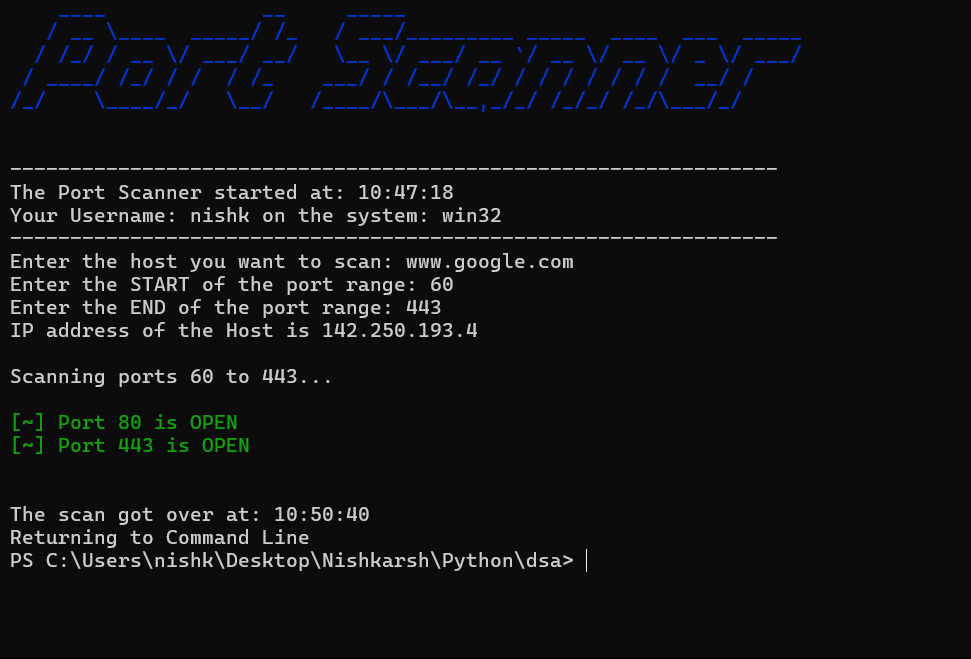 Port Scanner
----------------------------------------------------------------
The Port Scanner started at: 10:47:18
Your Username: nishk on the system: win32
----------------------------------------------------------------
Enter the host you want to scan: www.google.com
Enter the START of the port range: 60
Enter the END of the port range: 443
IP address of the Host is 142.250.193.4
Scanning ports 60 to 443...
[~] Port 80 is OPEN
[~] Port 443 is OPEN
The scan got over at: 10:50:40
Returning to Command Line
PS C:\Users\nishk\Desktop\Nishkarsh\Python\dsa>